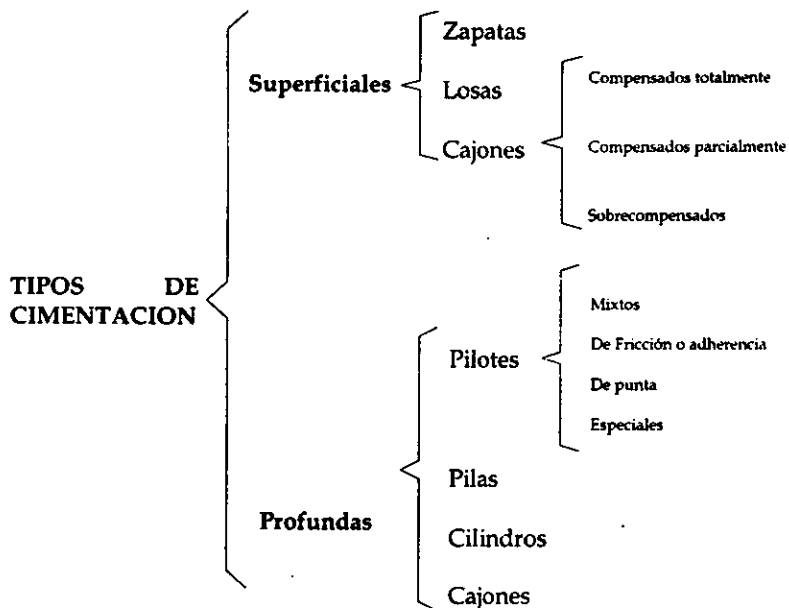 TIPOS DE
CIMENTACION
Superficiales
Zapatas
Losas
Cajones
Compensados totalmente
Compensados parcialmente
Sobrecompensados
Profundas
Pilotes
Mixtos
De Fricción o adherencia
De punta
Especiales
Pilas
Cilindros
Cajones